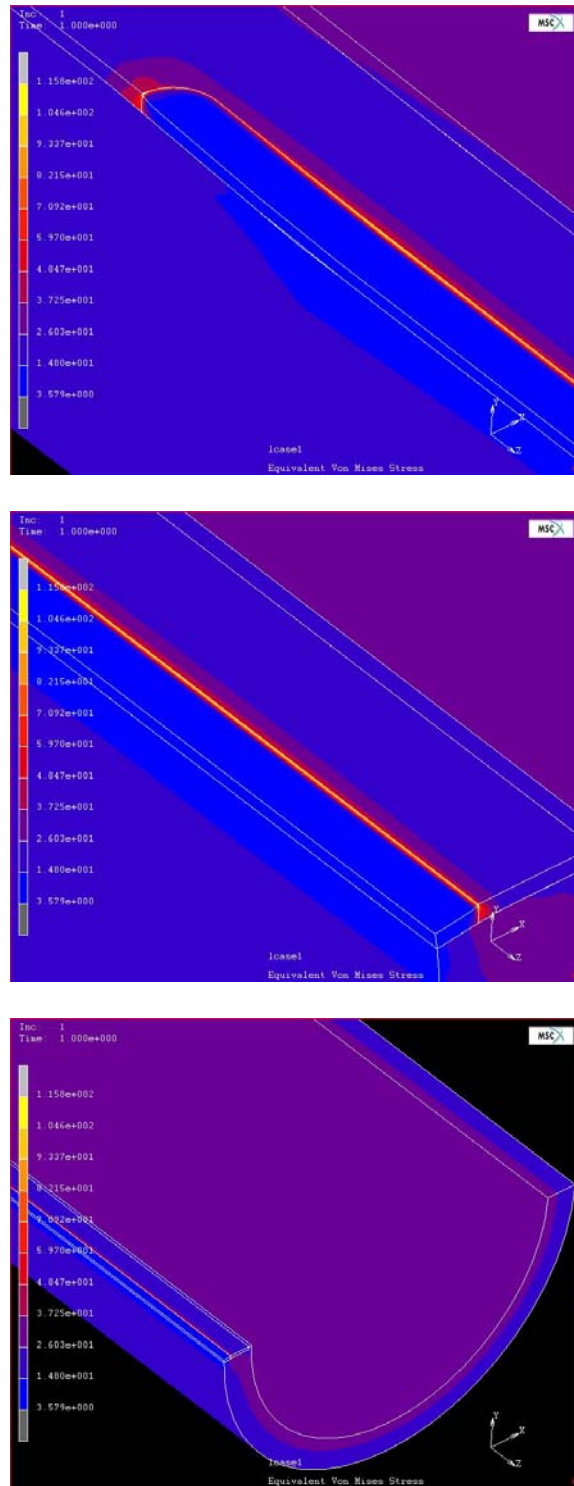 Inc: 1
Time: 1.000e+000
MSC X
1.158e+002
1.046e+002
9.337e+001
8.215e+001
7.092e+001
5.970e+001
4.847e+001
3.725e+001
2.603e+001
1.480e+001
3.579e+000
Y
X
Z
lcase1
Equivalent Von Mises Stress
Inc: 1
Time: 1.000e+000
MSC X
1.158e+002
1.046e+002
9.337e+001
8.215e+001
7.092e+001
5.970e+001
4.847e+001
3.725e+001
2.603e+001
1.480e+001
3.579e+000
Y
X
Z
lcase1
Equivalent Von Mises Stress
Inc: 1
Time: 1.000e+000
MSC X
1.158e+002
1.046e+002
9.337e+001
8.215e+001
7.092e+001
5.970e+001
4.847e+001
3.725e+001
2.603e+001
1.480e+001
3.579e+000
Y
X
Z
lcase1
Equivalent Von Mises Stress